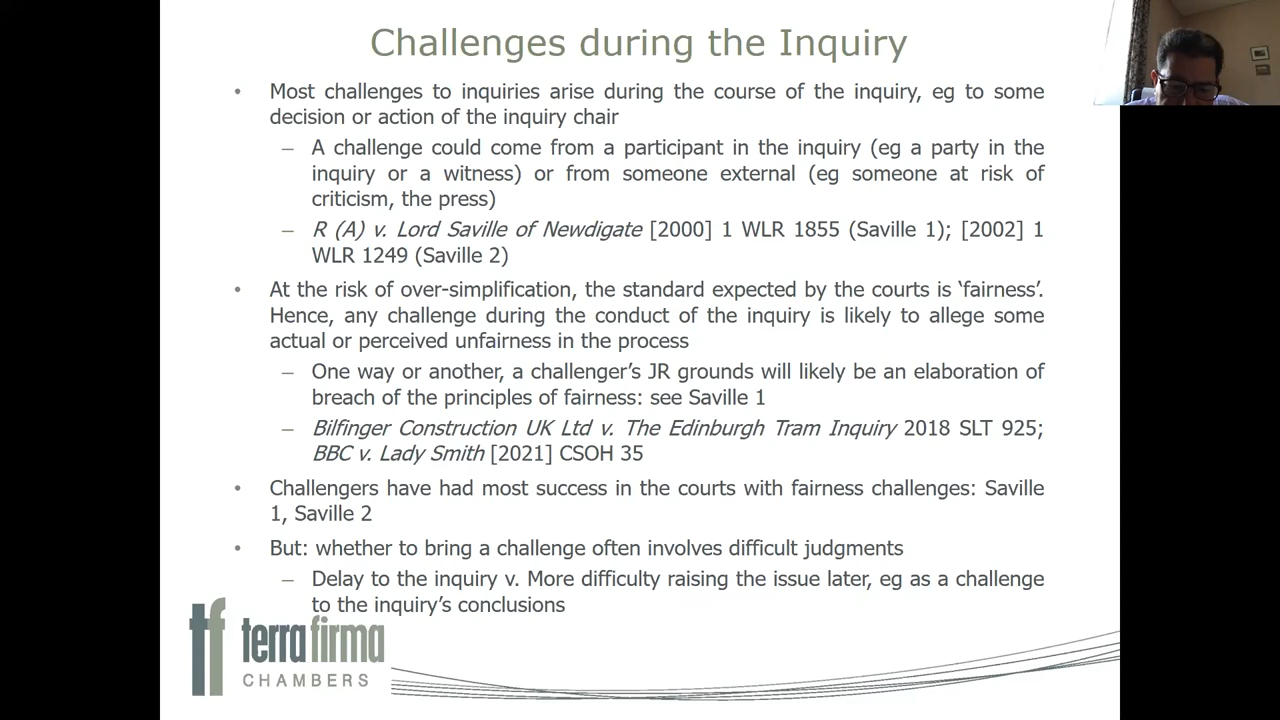 Challenges during the Inquiry
• Most challenges to inquiries arise during the course of the inquiry, eg to some
decision or action of the inquiry chair
– A challenge could come from a participant in the inquiry (eg a party in the
inquiry or a witness) or from someone external (eg someone at risk of
criticism, the press)
– R (A) v. Lord Saville of Newdigate [2000] 1 WLR 1855 (Saville 1); [2002] 1
WLR 1249 (Saville 2)
• At the risk of over-simplification, the standard expected by the courts is ‘fairness’.
Hence, any challenge during the conduct of the inquiry is likely to allege some
actual or perceived unfairness in the process
– One way or another, a challenger’s JR grounds will likely be an elaboration of
breach of the principles of fairness: see Saville 1
– Bilfinger Construction UK Ltd v. The Edinburgh Tram Inquiry 2018 SLT 925;
BBC v. Lady Smith [2021] CSOH 35
• Challengers have had most success in the courts with fairness challenges: Saville
1, Saville 2
• But: whether to bring a challenge often involves difficult judgments
– Delay to the inquiry v. More difficulty raising the issue later, eg as a challenge
to the inquiry’s conclusions
tf terra firma
CHAMBERS